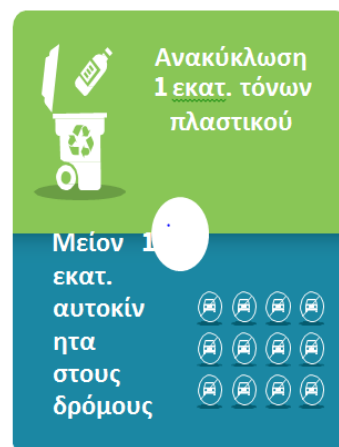 Ανακύκλωση
1 εκατ. τόνων
πλαστικού
Μείον 1
εκατ.
αυτοκίν
ητα
στους
δρόμους